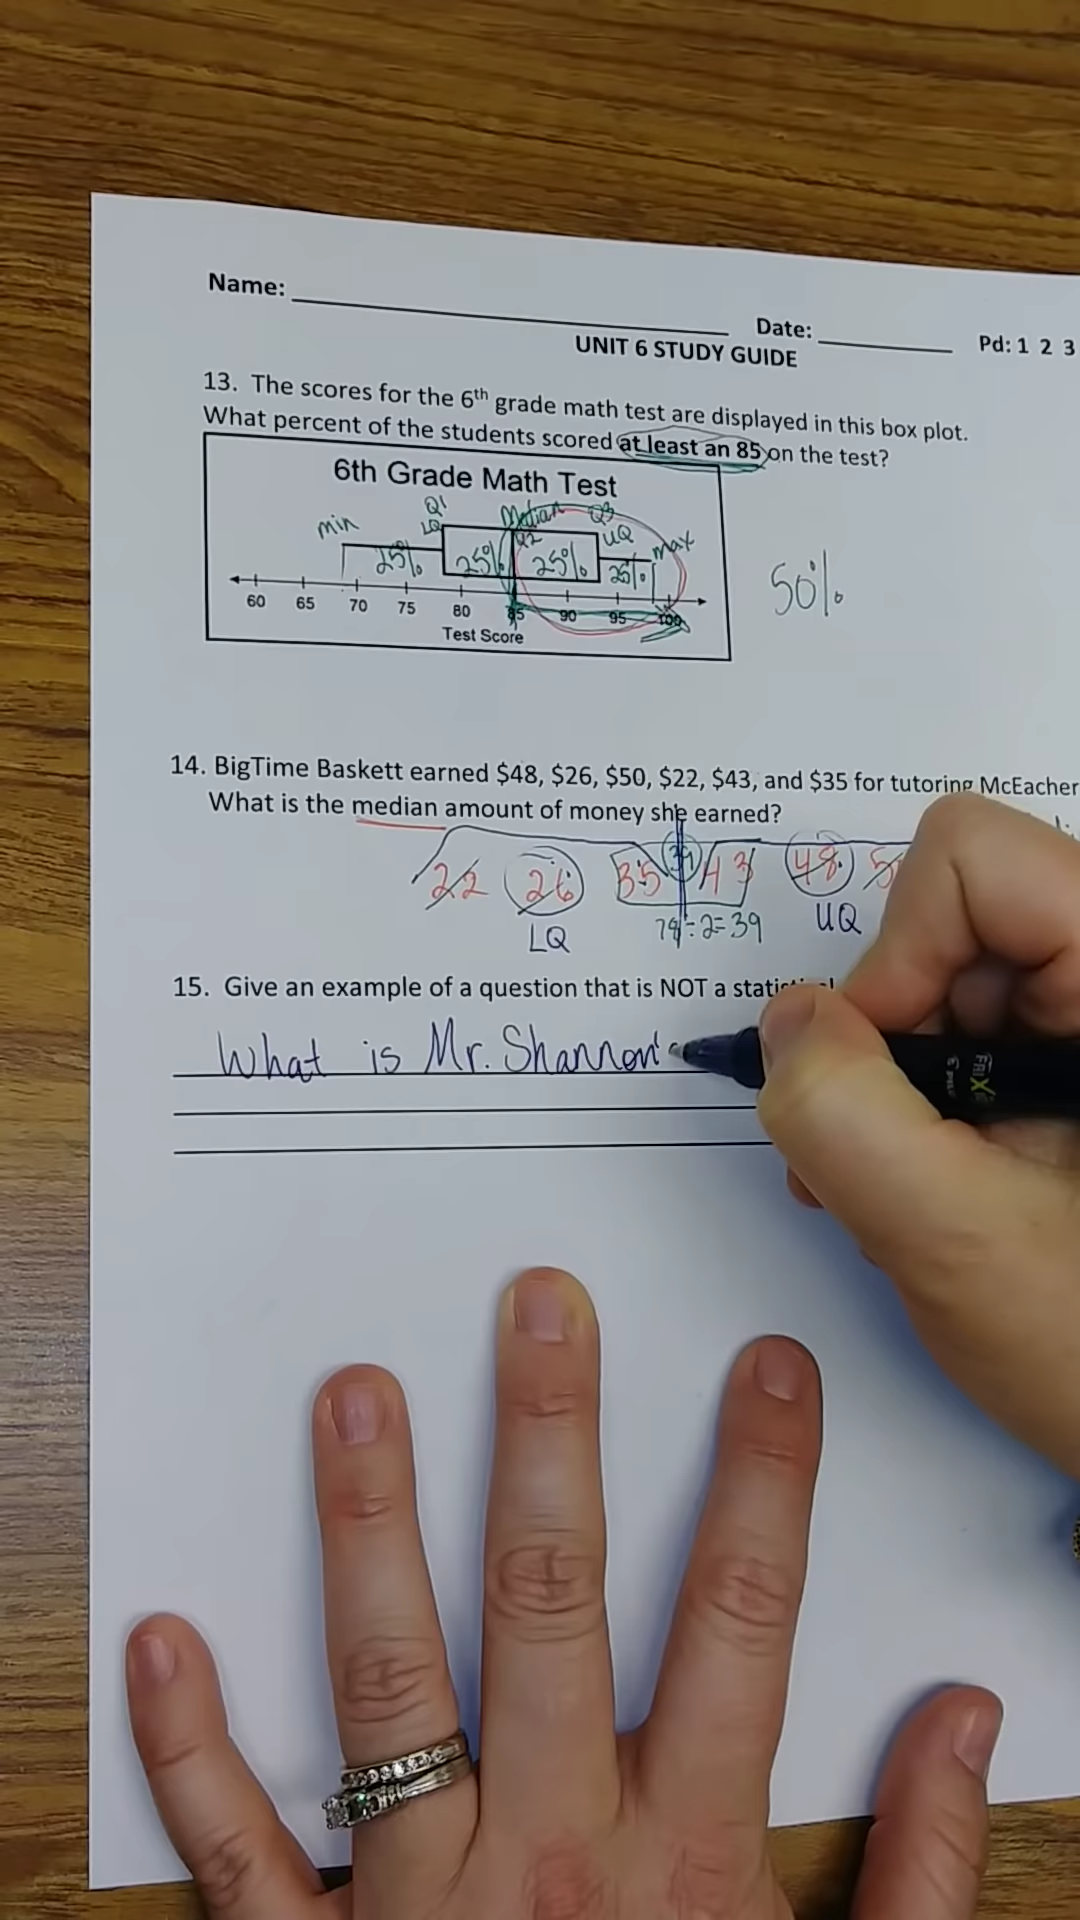 Name: Date: Pd: 1 2 3
UNIT 6 STUDY GUIDE
13. The scores for the 6th grade math test are displayed in this box plot.
What percent of the students scored at least an 85 on the test?
6th Grade Math Test
min Q1 LQ Median Q2 Q3 UQ max
25% 25% 25% 25%
50%
60 65 70 75 80 85 90 95 100
Test Score
14. BigTime Baskett earned $48, $26, $50, $22, $43, and $35 for tutoring McEacher
What is the median amount of money she earned?
22 26 35 39 43 48
LQ 78÷2=39 UQ
15. Give an example of a question that is NOT a
What is Mr. Shannon's